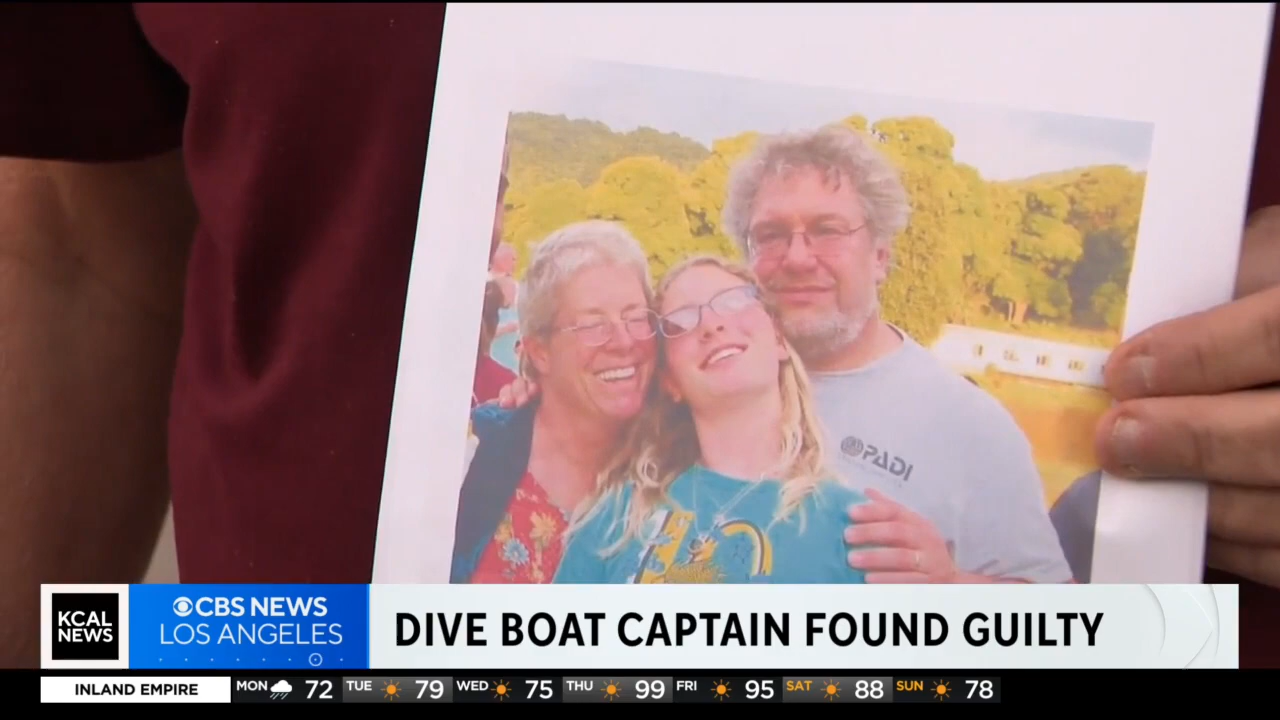 PADI
KCAL
NEWS
CBS NEWS
LOS ANGELES
DIVE BOAT CAPTAIN FOUND GUILTY
INLAND EMPIRE MON 72 TUE 79 WED 75 THU 99 FRI 95 SAT 88 SUN 78